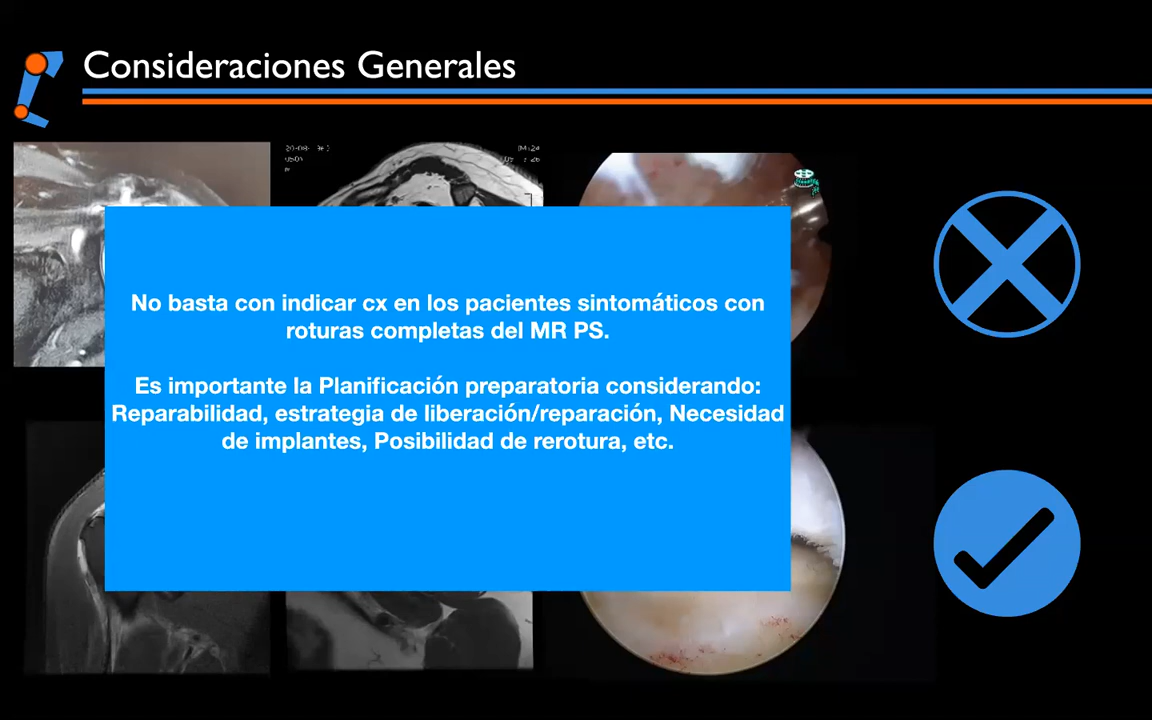 Consideraciones Generales
No basta con indicar cx en los pacientes sintomáticos con
roturas completas del MR PS.
Es importante la Planificación preparatoria considerando:
Reparabilidad, estrategia de liberación/reparación, Necesidad
de implantes, Posibilidad de rerotura, etc.